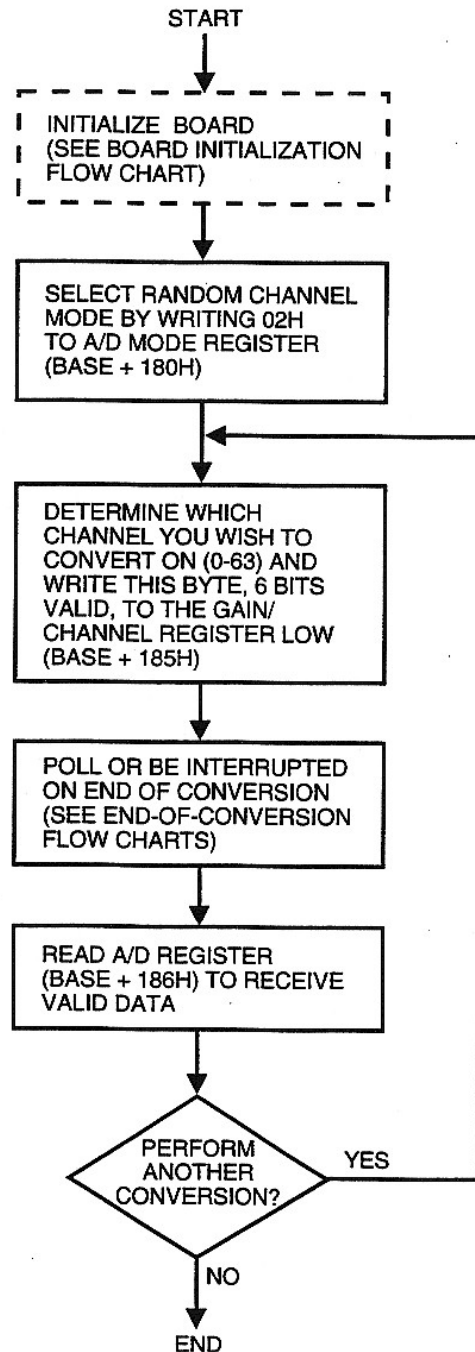 START
INITIALIZE BOARD
(SEE BOARD INITIALIZATION
FLOW CHART)
SELECT RANDOM CHANNEL
MODE BY WRITING 02H
TO A/D MODE REGISTER
(BASE + 180H)
DETERMINE WHICH
CHANNEL YOU WISH TO
CONVERT ON (0-63) AND
WRITE THIS BYTE, 6 BITS
VALID, TO THE GAIN/
CHANNEL REGISTER LOW
(BASE + 185H)
POLL OR BE INTERRUPTED
ON END OF CONVERSION
(SEE END-OF-CONVERSION
FLOW CHARTS)
READ A/D REGISTER
(BASE + 186H) TO RECEIVE
VALID DATA
PERFORM
ANOTHER
CONVERSION?
YES
NO
END